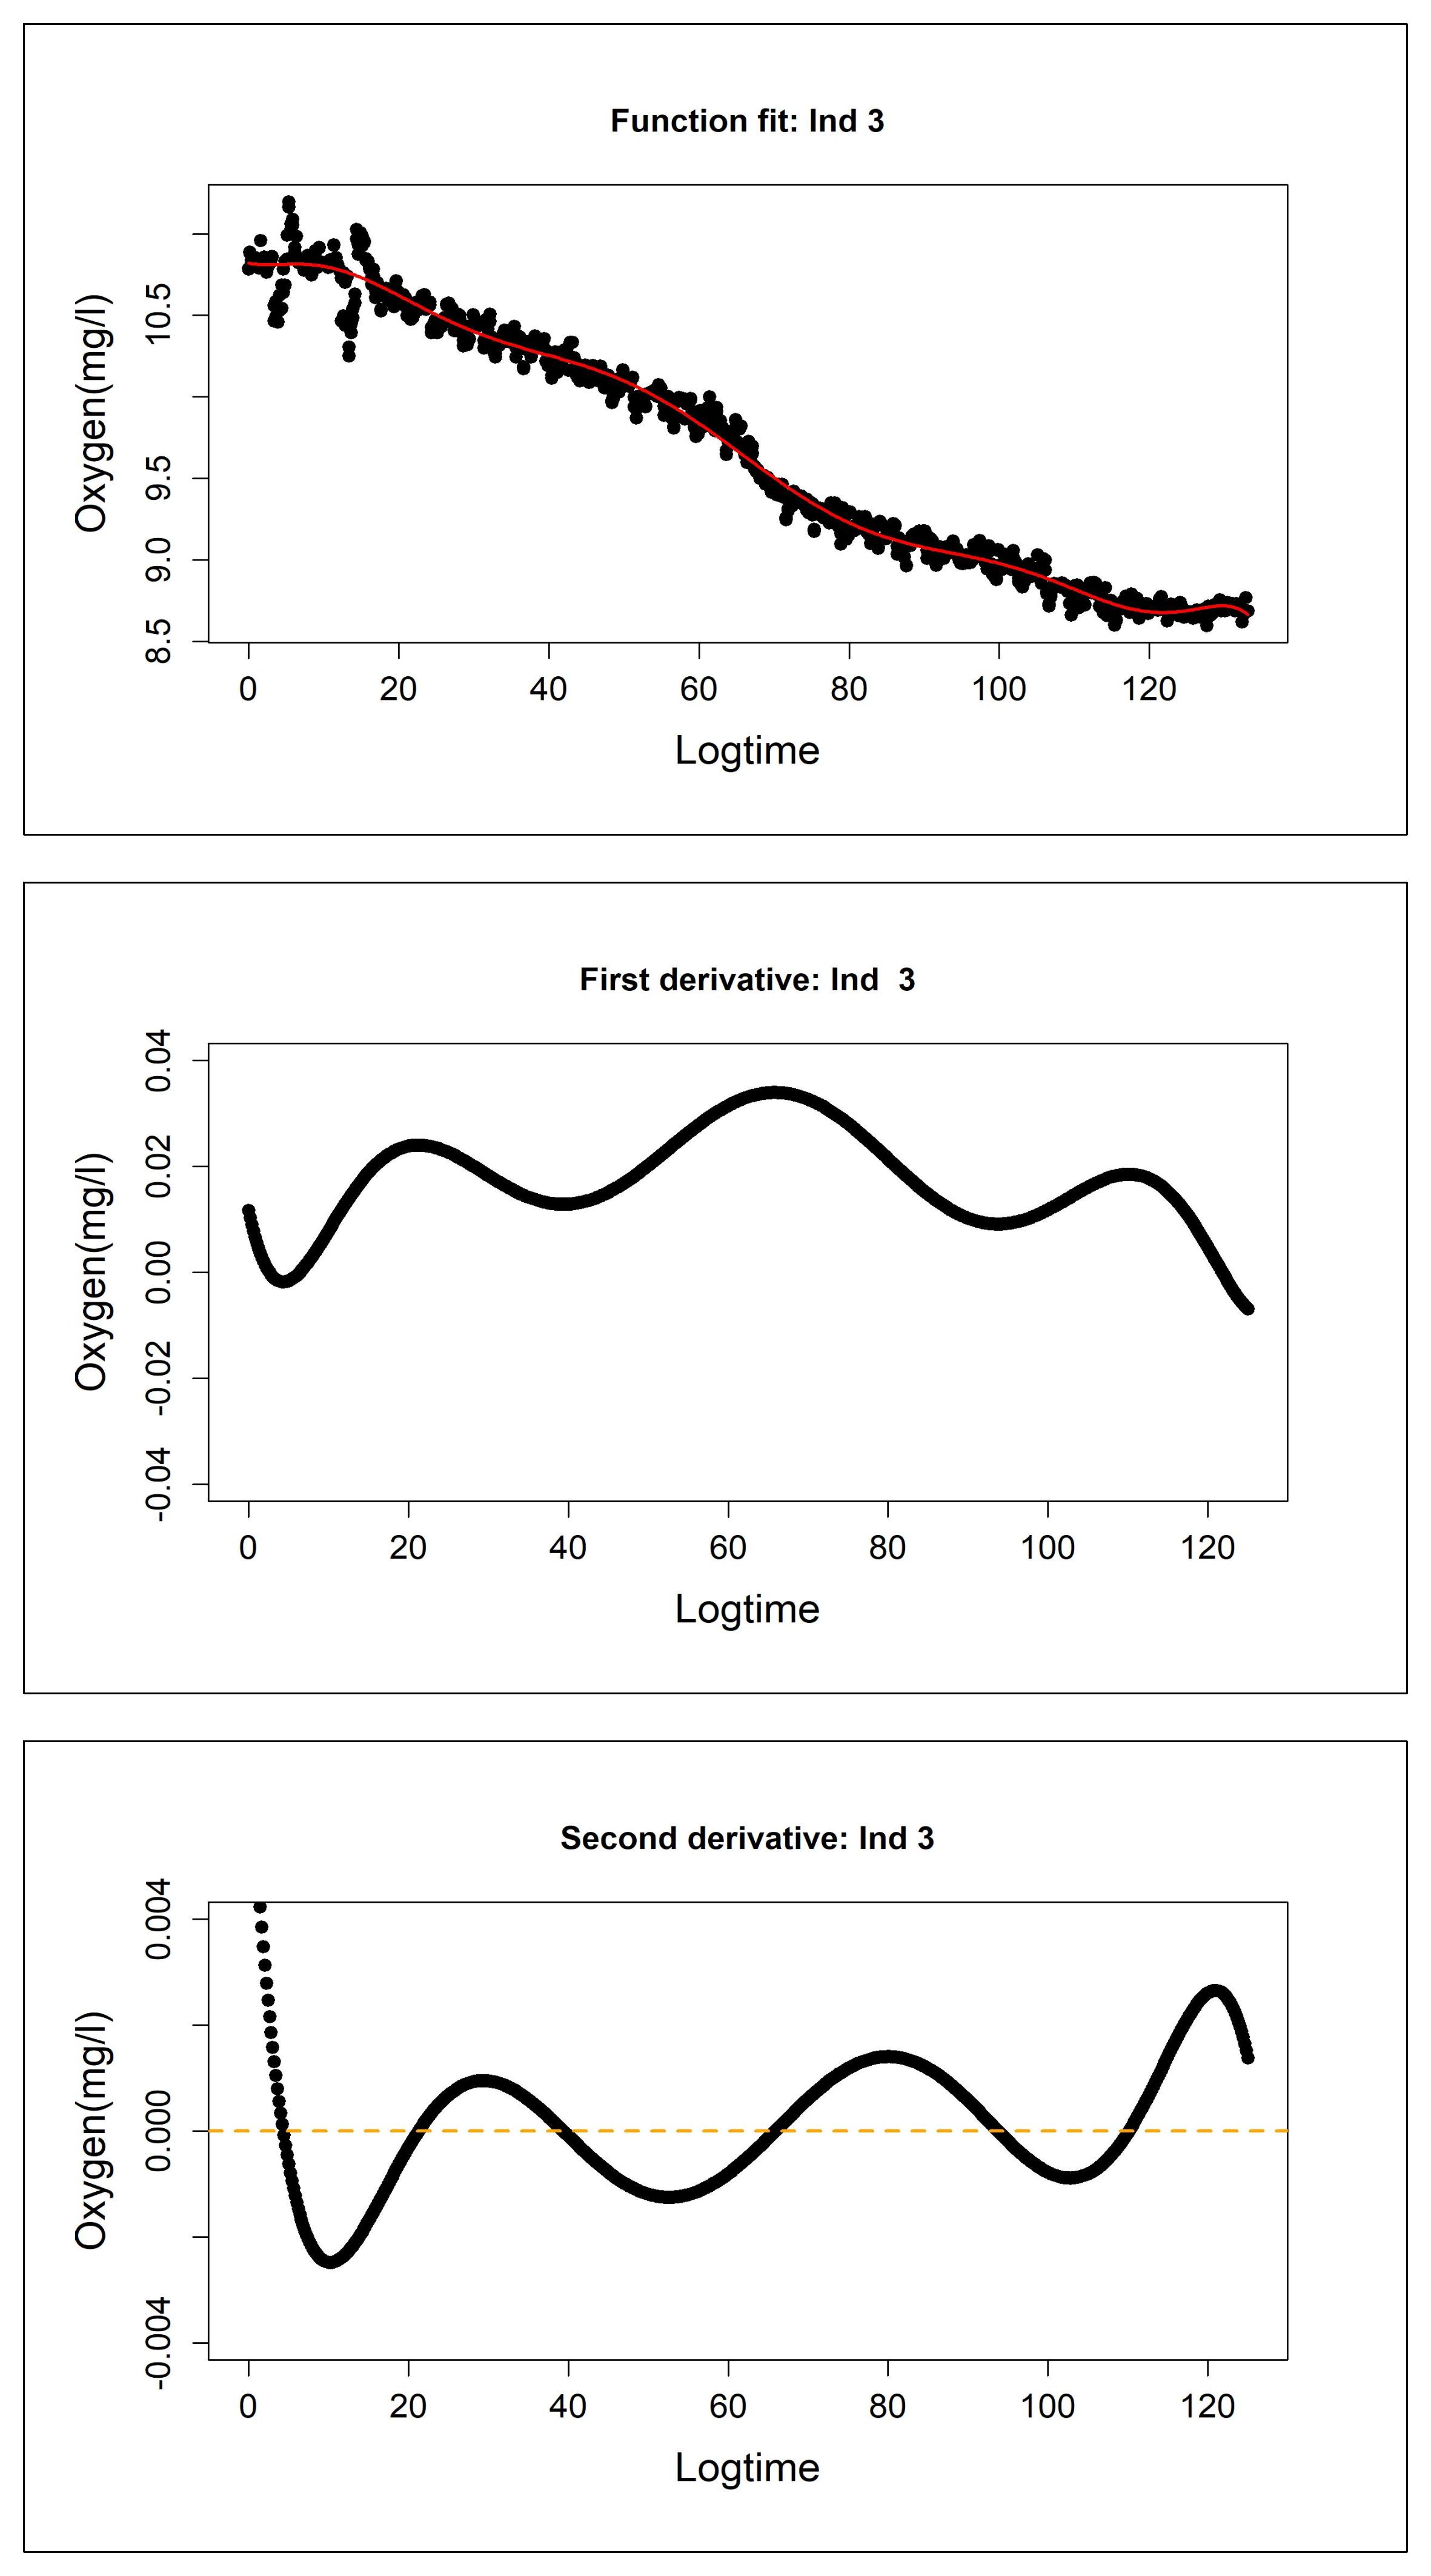 Function fit: Ind 3
Oxygen(mg/l)
10.5
9.5
9.0
8.5
0 20 40 60 80 100 120
Logtime
First derivative: Ind  3
Oxygen(mg/l)
0.04
0.02
0.00
-0.02
-0.04
0 20 40 60 80 100 120
Logtime
Second derivative: Ind 3
Oxygen(mg/l)
0.004
0.000
-0.004
0 20 40 60 80 100 120
Logtime